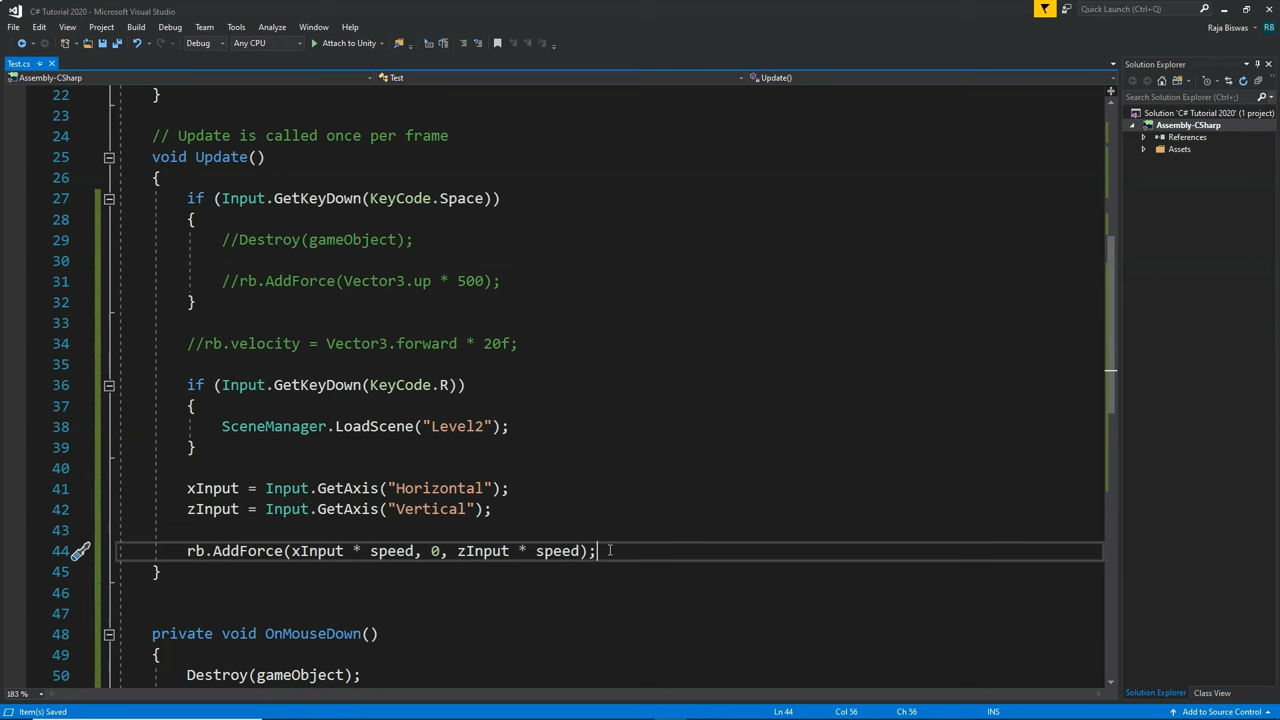 C# Tutorial 2020 - Microsoft Visual Studio
Quick Launch (Ctrl+;)
File Edit View Project Build Debug Team Tools Test Analyze Window Help
Raja Biswas RB
Debug Any CPU Attach to Unity
Test.cs
Solution Explorer
Assembly-CSharp Test Update()
Search Solution Explorer (Ctrl+;)
Solution 'C# Tutorial 2020' (1 project)
Assembly-CSharp
References
Assets
22 }
23
24 // Update is called once per frame
25 void Update()
26 {
27 if (Input.GetKeyDown(KeyCode.Space))
28 {
29 //Destroy(gameObject);
30
31 //rb.AddForce(Vector3.up * 500);
32 }
33
34 //rb.velocity = Vector3.forward * 20f;
35
36 if (Input.GetKeyDown(KeyCode.R))
37 {
38 SceneManager.LoadScene("Level2");
39 }
40
41 xInput = Input.GetAxis("Horizontal");
42 zInput = Input.GetAxis("Vertical");
43
44 rb.AddForce(xInput * speed, 0, zInput * speed);
45 }
46
47
48 private void OnMouseDown()
49 {
50 Destroy(gameObject);
183 %
Solution Explorer Class View
Item(s) Saved Ln 44 Col 56 Ch 56 INS Add to Source Control